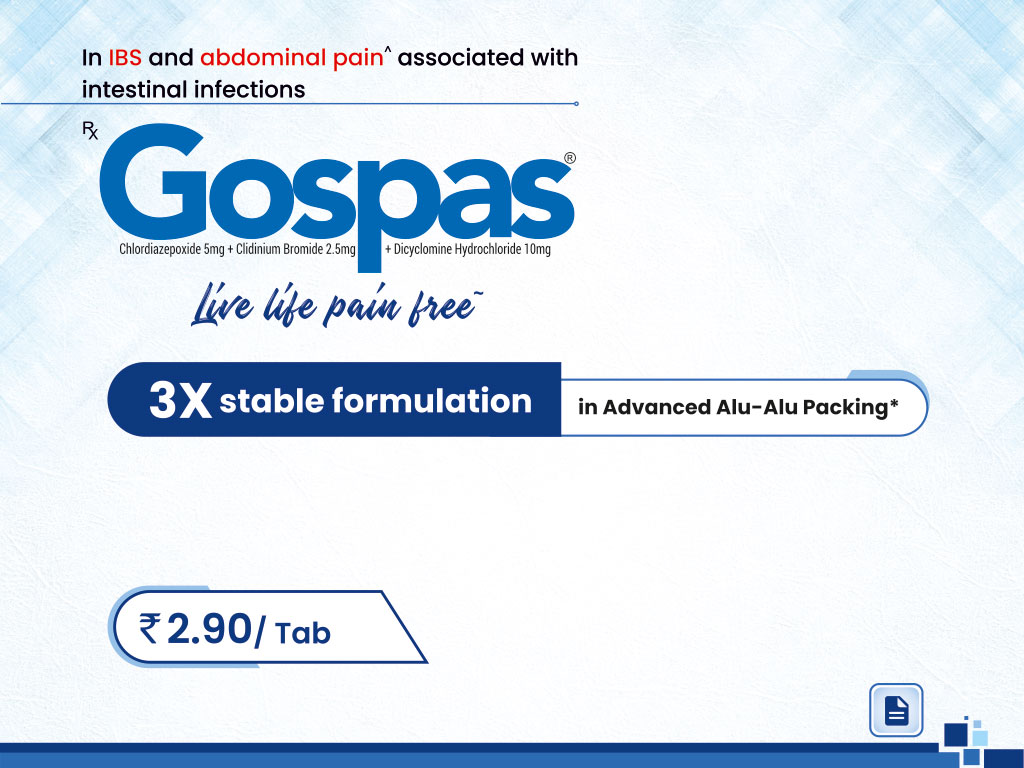 In IBS and abdominal pain^ associated with
intestinal infections
Rx
Gospas®
Chlordiazepoxide 5mg + Clidinium Bromide 2.5mg + Dicyclomine Hydrochloride 10mg
Live life pain free~
3X stable formulation in Advanced Alu-Alu Packing*
₹ 2.90/ Tab